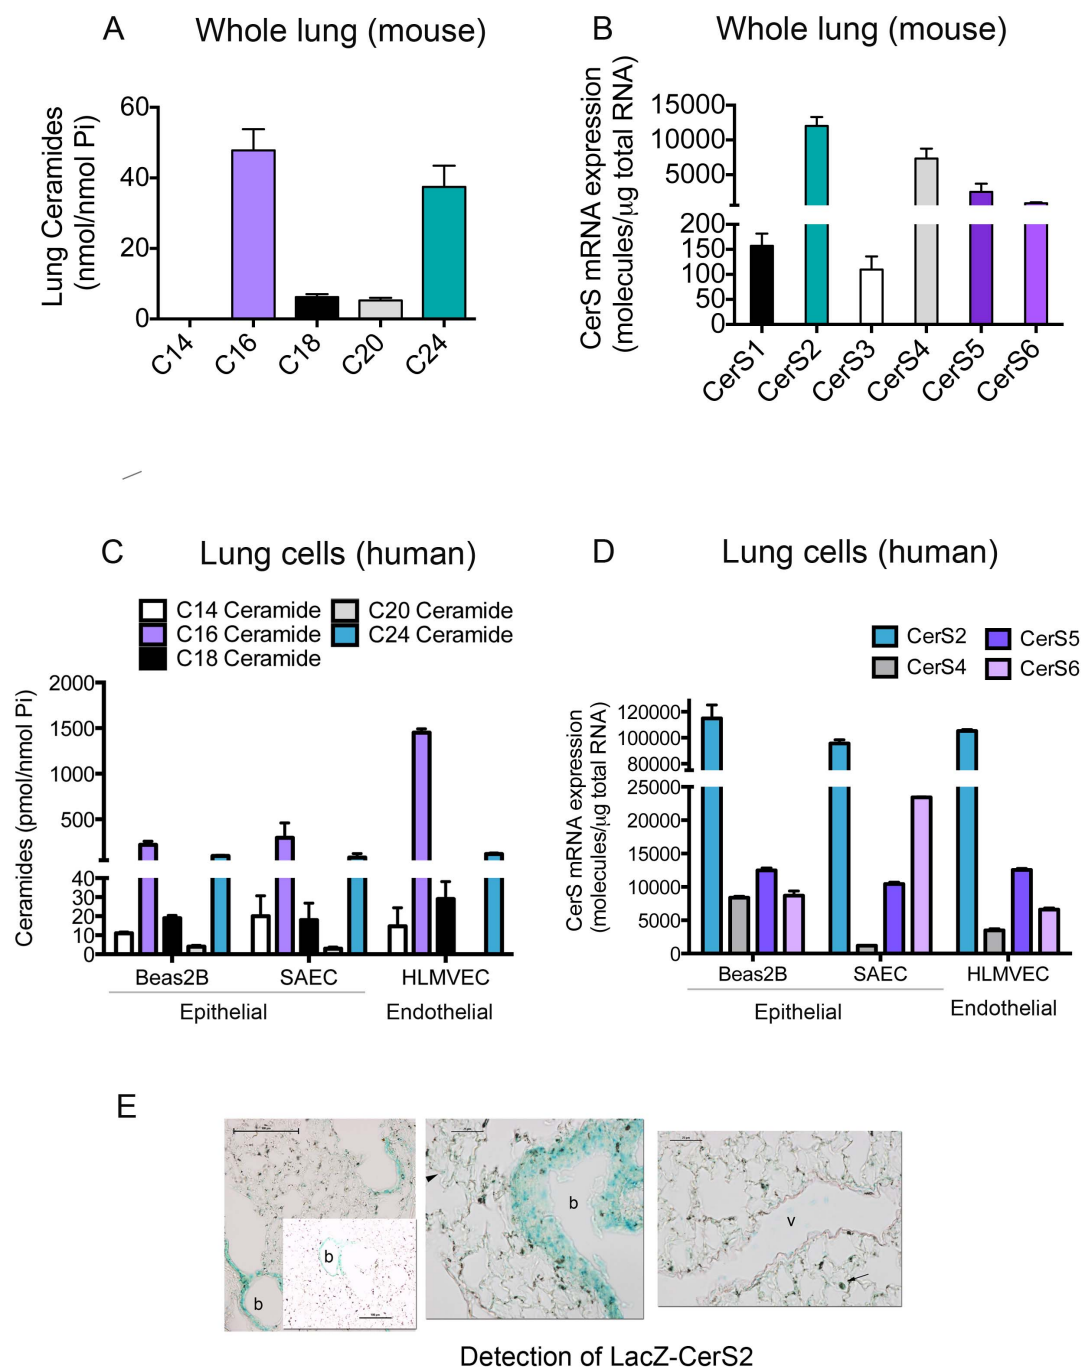 A Whole lung (mouse)
Lung Ceramides
(nmol/nmol Pi)
60
40
20
0
C14 C16 C18 C20 C24
B Whole lung (mouse)
CerS mRNA expression
(molecules/μg total RNA)
15000
10000
5000
200
150
100
50
0
CerS1 CerS2 CerS3 CerS4 CerS5 CerS6
C Lung cells (human)
C14 Ceramide C20 Ceramide
C16 Ceramide C24 Ceramide
C18 Ceramide
Ceramides (pmol/nmol Pi)
2000
1500
1000
500
40
30
20
10
0
Beas2B SAEC HLMVEC
Epithelial Endothelial
D Lung cells (human)
CerS2 CerS5
CerS4 CerS6
CerS mRNA expression
(molecules/μg total RNA)
120000
100000
80000
25000
20000
15000
10000
5000
0
Beas2B SAEC HLMVEC
Epithelial Endothelial
E
b
b
b
v
Detection of LacZ-CerS2